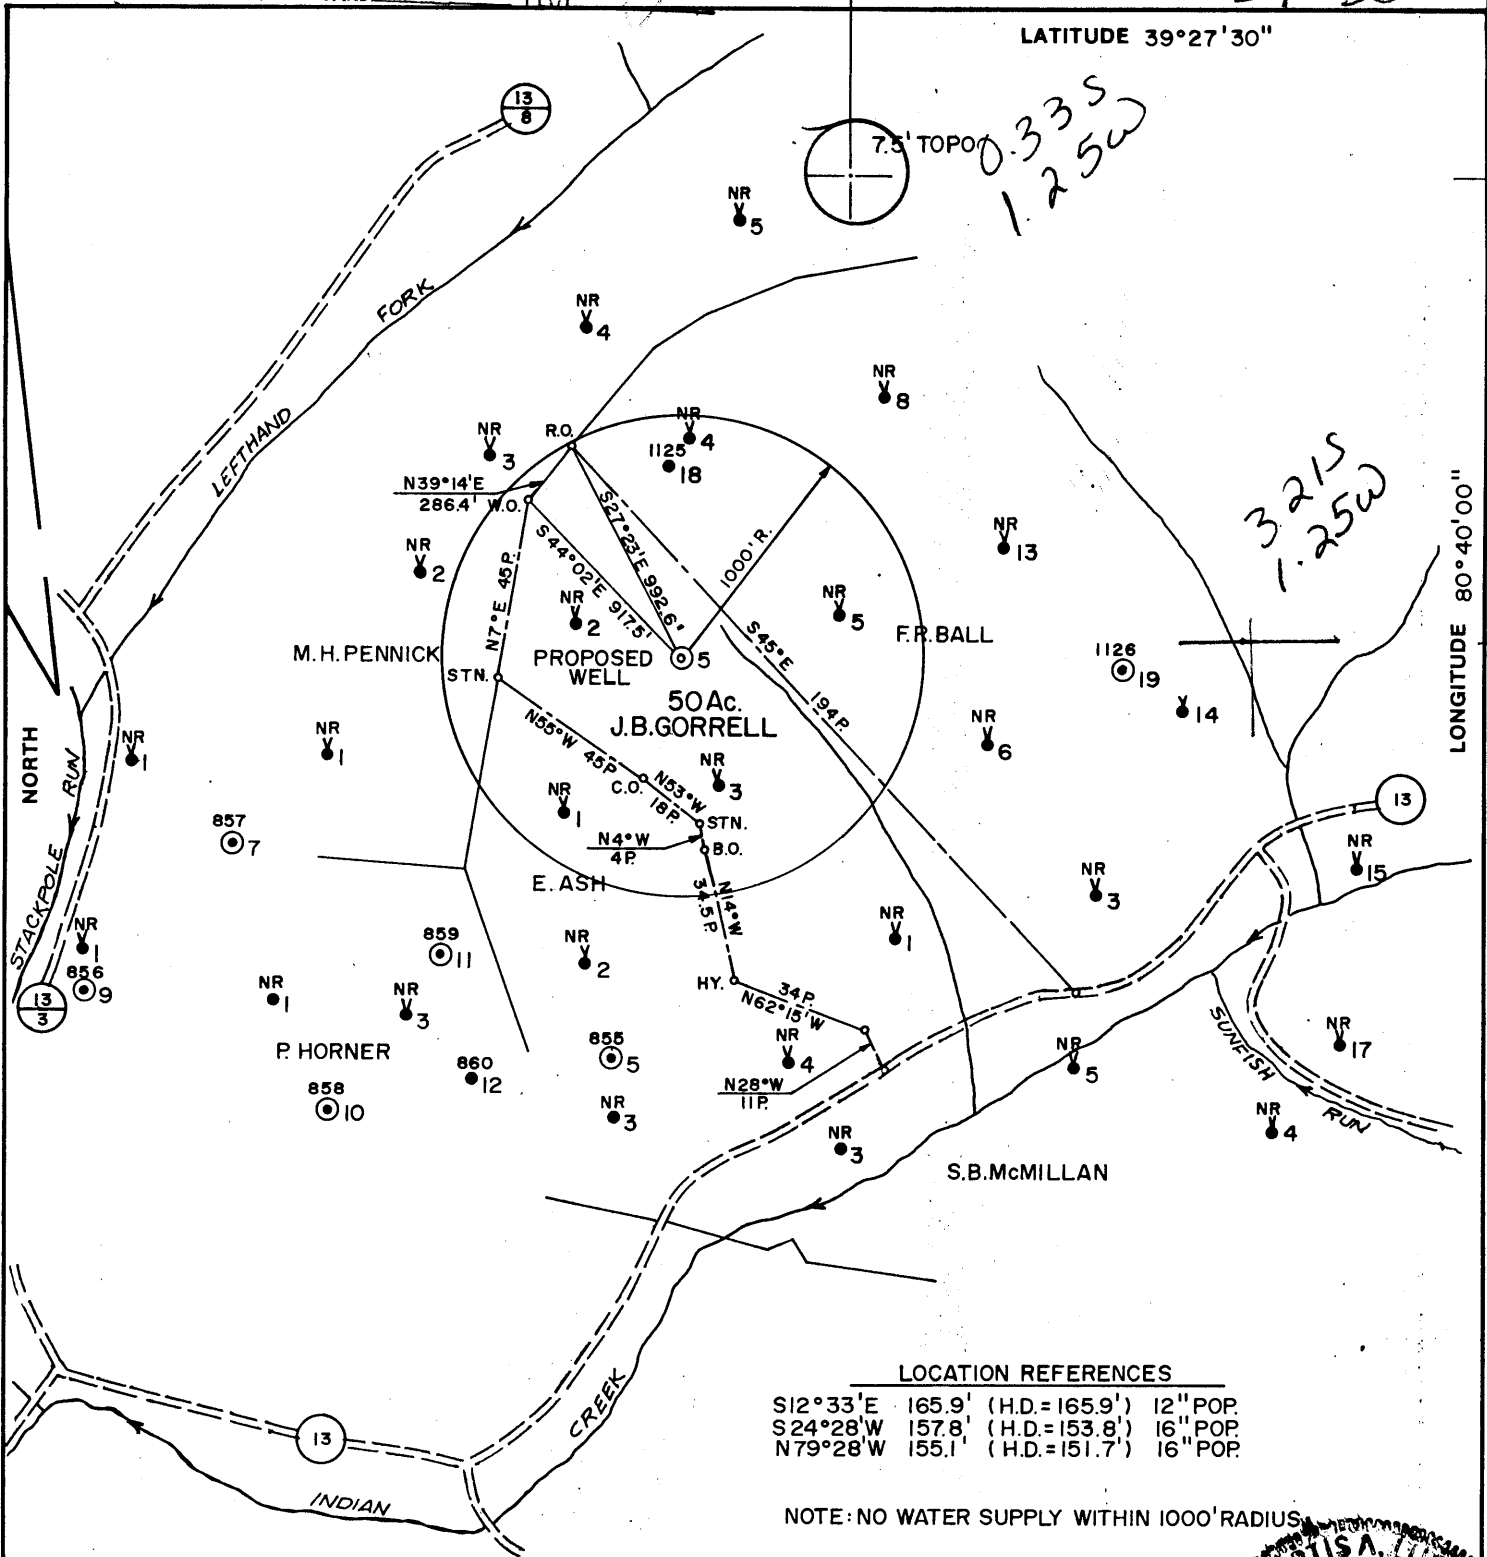 LATITUDE 39°27'30"
0.33 S
1.25W
7.5' TOPO
13
8
NR
5
FORK
NR
4
NR
8
LEFTHAND
NR
3
R.O.
NR
4
1125
18
N39°14'E
286.4'
W.O.
S27°23'E 992.6'
S44°02'E 917.5'
1000' R.
N7°E 45P.
NR
2
NR
2
NR
13
NR
5
3.21S
1.25W
LONGITUDE 80°40'00"
M.H. PENNICK
PROPOSED
WELL
5
S45°E
194P.
F.R. BALL
STN.
50 Ac.
J.B. GORRELL
1126
19
14
N55°W 45P.
NORTH
NR
1
NR
1
RUN
C.O.
N53°W
18P.
NR
3
NR
6
13
857
7
NR
1
STN.
N4°W
4P.
B.O.
E. ASH
N14°W
34.5P.
NR
15
NR
3
STACKPOLE
NR
1
856
9
859
11
NR
2
NR
1
13
3
NR
1
NR
3
HY.
34P.
N62°15'W
P. HORNER
860
12
855
5
NR
4
N28°W
11P.
NR
5
SUNFISH
RUN
NR
17
858
10
NR
3
NR
3
NR
4
S.B. McMILLAN
CREEK
13
INDIAN
LOCATION REFERENCES
S12°33'E 165.9' (H.D.=165.9') 12" POP.
S24°28'W 157.8' (H.D.=153.8') 16" POP.
N79°28'W 155.1' (H.D.=151.7') 16" POP.
NOTE: NO WATER SUPPLY WITHIN 1000' RADIUS